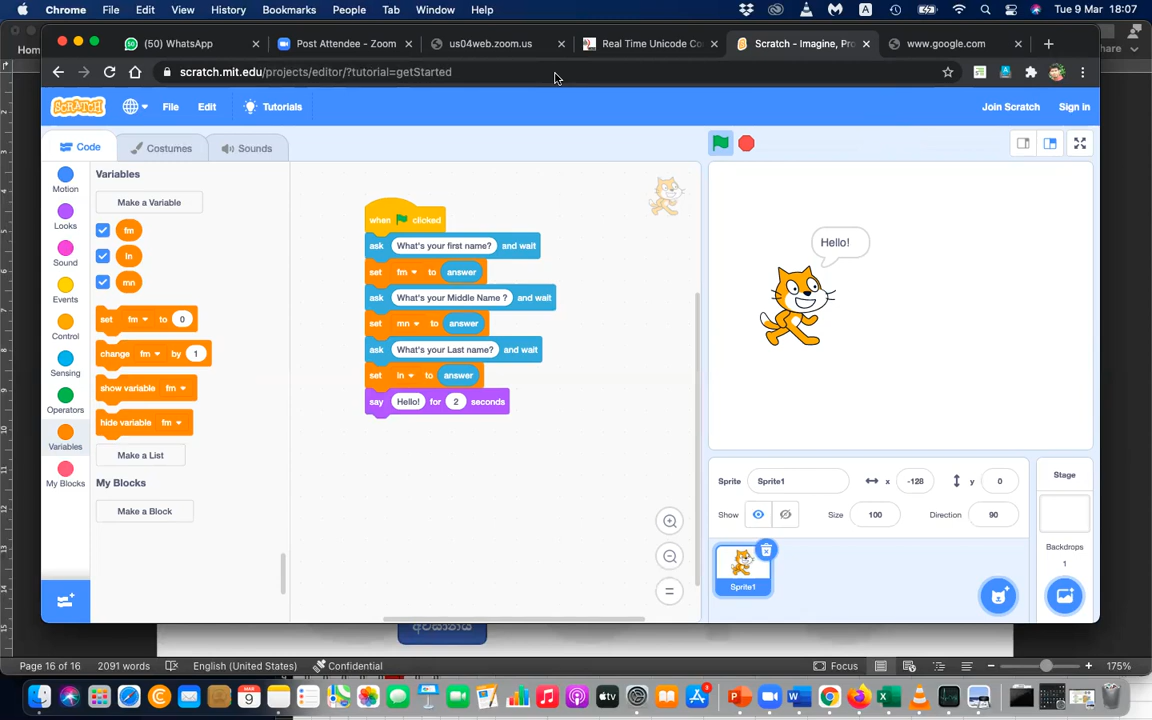 Chrome File Edit View History Bookmarks People Tab Window Help Tue 9 Mar 18:07
(50) WhatsApp Post Attendee - Zoom us04web.zoom.us Real Time Unicode Co Scratch - Imagine, Pro www.google.com
scratch.mit.edu/projects/editor/?tutorial=getStarted
SCRATCH File Edit Tutorials Join Scratch Sign in
Code Costumes Sounds
Motion
Looks
Sound
Events
Control
Sensing
Operators
Variables
My Blocks
Variables
Make a Variable
fm
ln
mn
set fm to 0
change fm by 1
show variable fm
hide variable fm
Make a List
My Blocks
Make a Block
when clicked
ask What's your first name? and wait
set fm to answer
ask What's your Middle Name ? and wait
set mn to answer
ask What's your Last name? and wait
set ln to answer
say Hello! for 2 seconds
Hello!
Sprite Sprite1 x -128 y 0
Show Size 100 Direction 90
Sprite1
Stage
Backdrops
1
Page 16 of 16 2091 words English (United States) Confidential Focus 175%